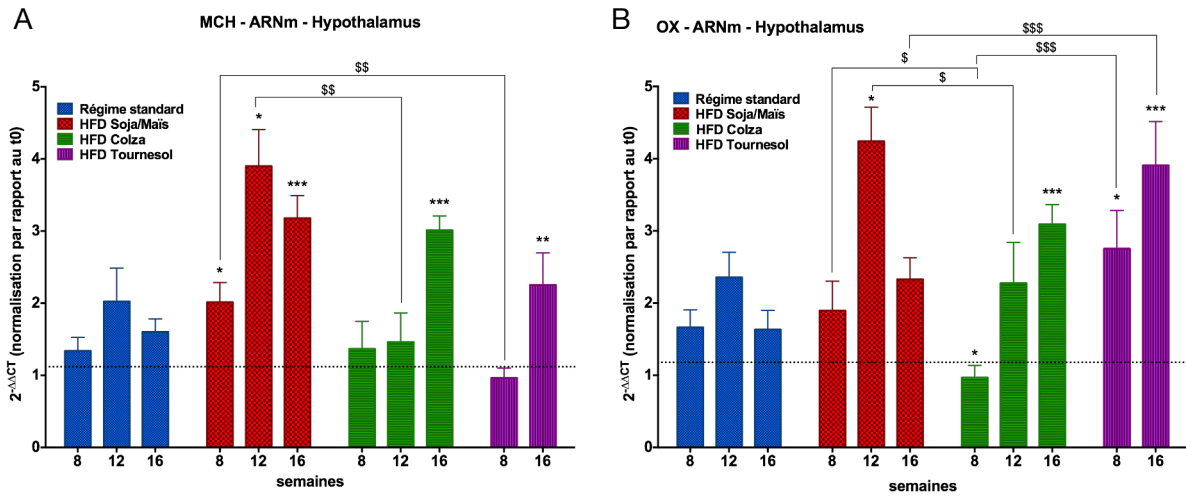 A
MCH - ARNm - Hypothalamus
$$
$$
Régime standard
HFD Soja/Maïs
HFD Colza
HFD Tournesol
* * *** *** **
2-ΔΔCT (normalisation par rapport au t0)
5
4
3
2
1
0
8 12 16 8 12 16 8 12 16 8 16
semaines
B
OX - ARNm - Hypothalamus
$$$
$ $$$
$
Régime standard
HFD Soja/Maïs
HFD Colza
HFD Tournesol
* * *** * ***
2-ΔΔCT (normalisation par rapport au t0)
5
4
3
2
1
0
8 12 16 8 12 16 8 12 16 8 16
semaines